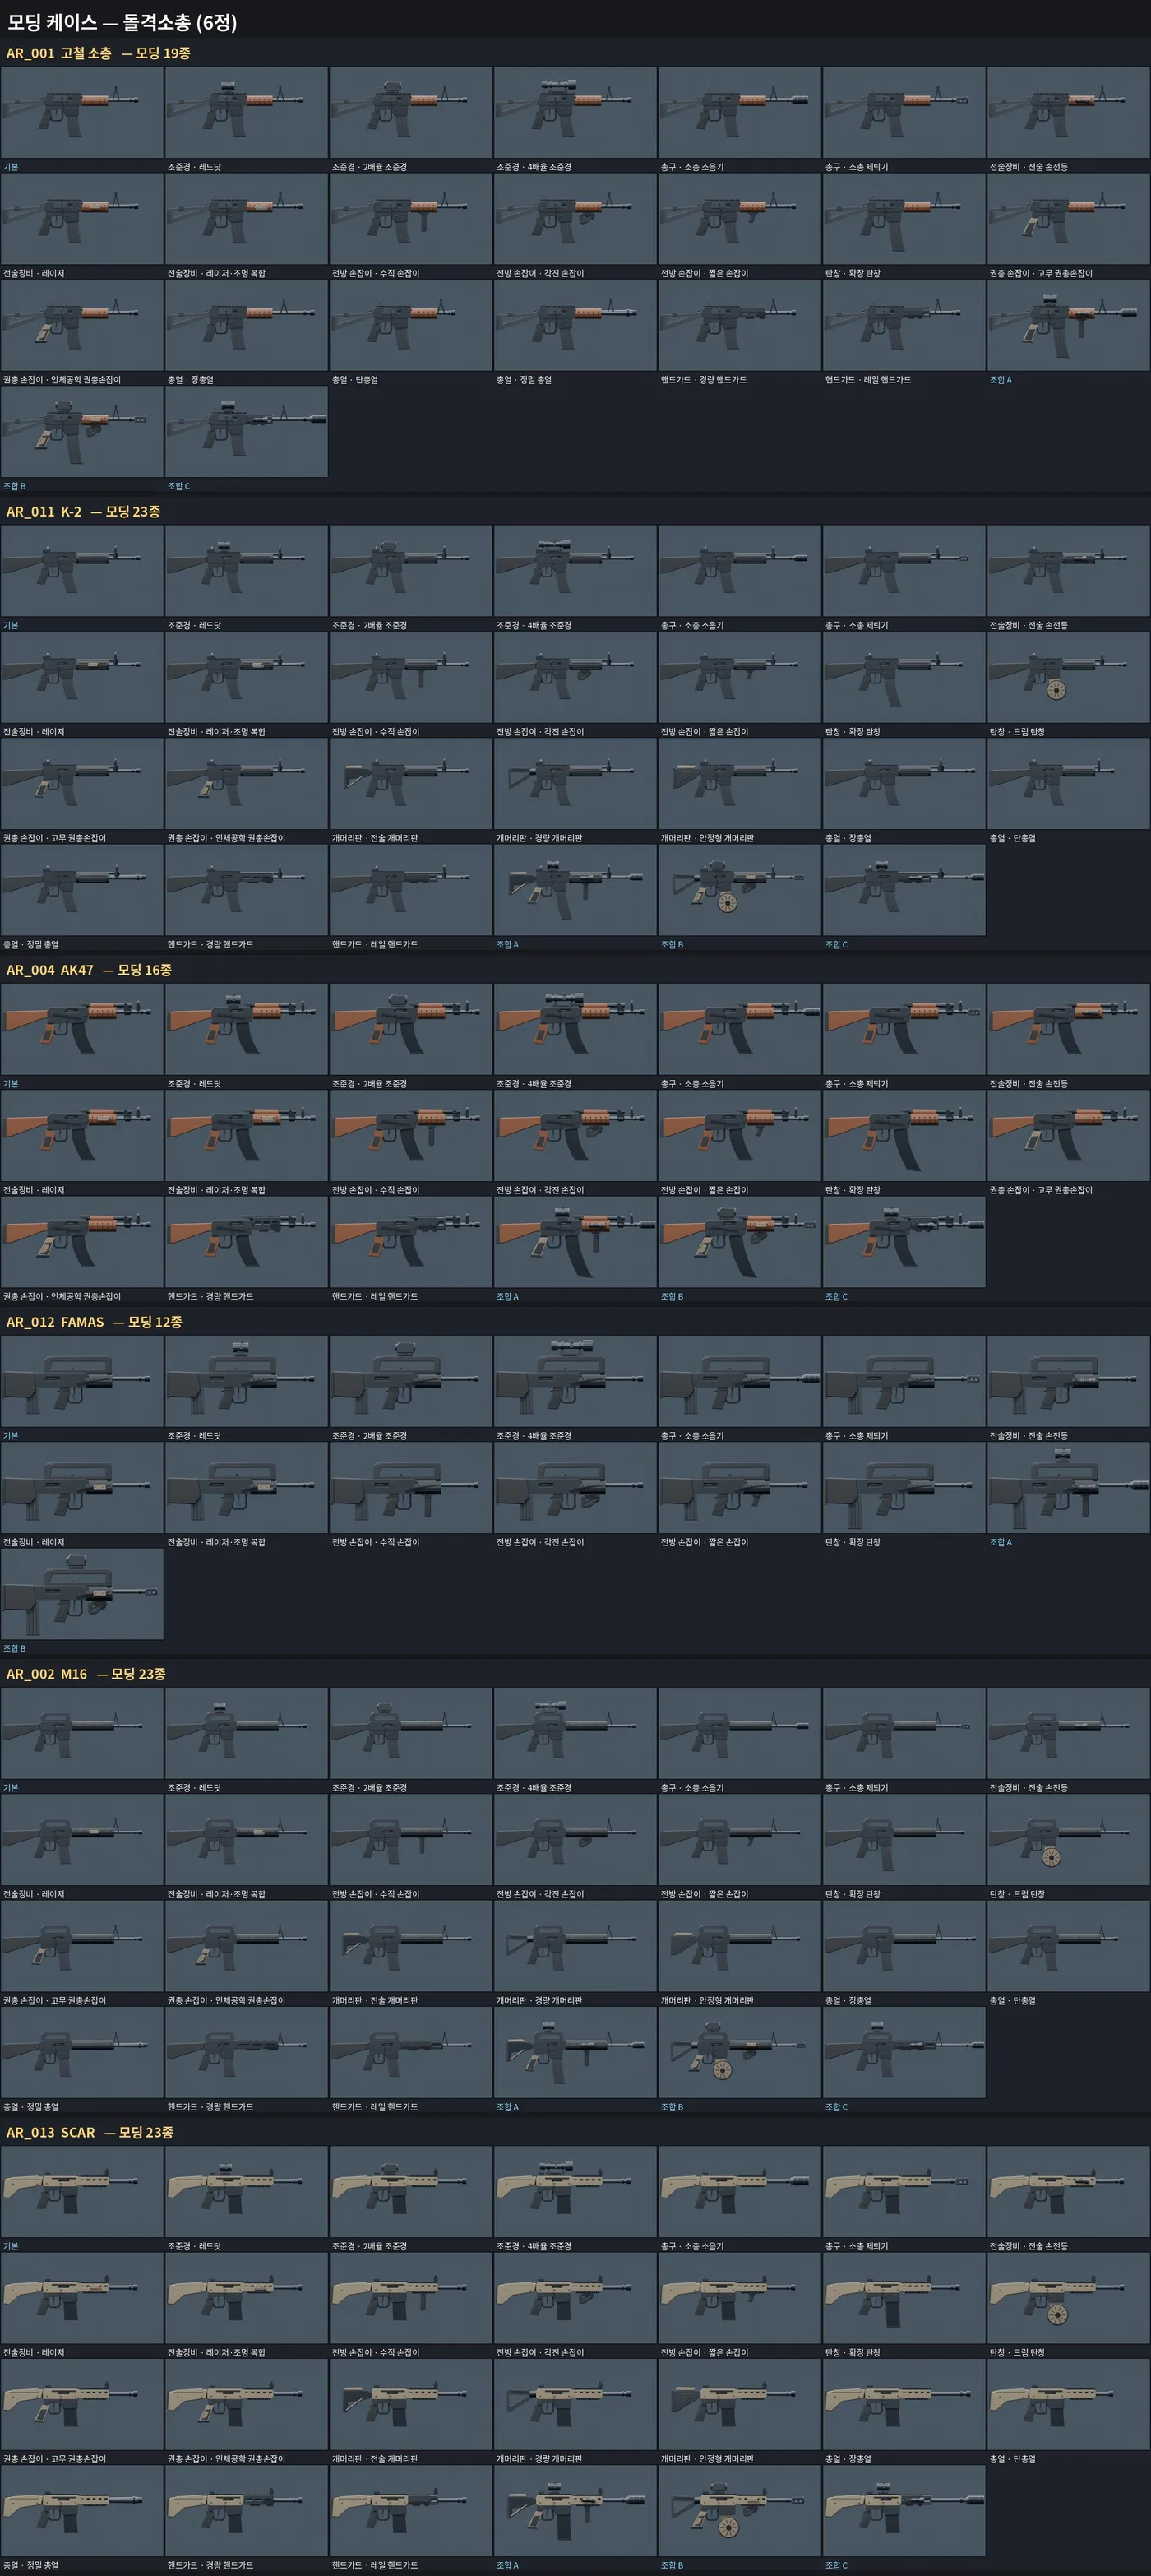 모딩 케이스 — 돌격소총 (6정)
AR_001 고철 소총 — 모딩 19종
기본 조준경 · 레드닷 조준경 · 2배율 조준경 조준경 · 4배율 조준경 총구 · 소총 소음기 총구 · 소총 제퇴기 전술장비 · 전술 손전등
전술장비 · 레이저 전술장비 · 레이저·조명 복합 전방 손잡이 · 수직 손잡이 전방 손잡이 · 각진 손잡이 전방 손잡이 · 짧은 손잡이 탄창 · 확장 탄창 권총 손잡이 · 고무 권총손잡이
권총 손잡이 · 인체공학 권총손잡이 총열 · 장총열 총열 · 단총열 총열 · 정밀 총열 핸드가드 · 경량 핸드가드 핸드가드 · 레일 핸드가드 조합 A
조합 B 조합 C
AR_011 K-2 — 모딩 23종
기본 조준경 · 레드닷 조준경 · 2배율 조준경 조준경 · 4배율 조준경 총구 · 소총 소음기 총구 · 소총 제퇴기 전술장비 · 전술 손전등
전술장비 · 레이저 전술장비 · 레이저·조명 복합 전방 손잡이 · 수직 손잡이 전방 손잡이 · 각진 손잡이 전방 손잡이 · 짧은 손잡이 탄창 · 확장 탄창 탄창 · 드럼 탄창
권총 손잡이 · 고무 권총손잡이 권총 손잡이 · 인체공학 권총손잡이 개머리판 · 전술 개머리판 개머리판 · 경량 개머리판 개머리판 · 안정형 개머리판 총열 · 장총열 총열 · 단총열
총열 · 정밀 총열 핸드가드 · 경량 핸드가드 핸드가드 · 레일 핸드가드 조합 A 조합 B 조합 C
AR_004 AK47 — 모딩 16종
기본 조준경 · 레드닷 조준경 · 2배율 조준경 조준경 · 4배율 조준경 총구 · 소총 소음기 총구 · 소총 제퇴기 전술장비 · 전술 손전등
전술장비 · 레이저 전술장비 · 레이저·조명 복합 전방 손잡이 · 수직 손잡이 전방 손잡이 · 각진 손잡이 전방 손잡이 · 짧은 손잡이 탄창 · 확장 탄창 권총 손잡이 · 고무 권총손잡이
권총 손잡이 · 인체공학 권총손잡이 핸드가드 · 경량 핸드가드 핸드가드 · 레일 핸드가드 조합 A 조합 B 조합 C
AR_012 FAMAS — 모딩 12종
기본 조준경 · 레드닷 조준경 · 2배율 조준경 조준경 · 4배율 조준경 총구 · 소총 소음기 총구 · 소총 제퇴기 전술장비 · 전술 손전등
전술장비 · 레이저 전술장비 · 레이저·조명 복합 전방 손잡이 · 수직 손잡이 전방 손잡이 · 각진 손잡이 전방 손잡이 · 짧은 손잡이 탄창 · 확장 탄창 조합 A
조합 B
AR_002 M16 — 모딩 23종
기본 조준경 · 레드닷 조준경 · 2배율 조준경 조준경 · 4배율 조준경 총구 · 소총 소음기 총구 · 소총 제퇴기 전술장비 · 전술 손전등
전술장비 · 레이저 전술장비 · 레이저·조명 복합 전방 손잡이 · 수직 손잡이 전방 손잡이 · 각진 손잡이 전방 손잡이 · 짧은 손잡이 탄창 · 확장 탄창 탄창 · 드럼 탄창
권총 손잡이 · 고무 권총손잡이 권총 손잡이 · 인체공학 권총손잡이 개머리판 · 전술 개머리판 개머리판 · 경량 개머리판 개머리판 · 안정형 개머리판 총열 · 장총열 총열 · 단총열
총열 · 정밀 총열 핸드가드 · 경량 핸드가드 핸드가드 · 레일 핸드가드 조합 A 조합 B 조합 C
AR_013 SCAR — 모딩 23종
기본 조준경 · 레드닷 조준경 · 2배율 조준경 조준경 · 4배율 조준경 총구 · 소총 소음기 총구 · 소총 제퇴기 전술장비 · 전술 손전등
전술장비 · 레이저 전술장비 · 레이저·조명 복합 전방 손잡이 · 수직 손잡이 전방 손잡이 · 각진 손잡이 전방 손잡이 · 짧은 손잡이 탄창 · 확장 탄창 탄창 · 드럼 탄창
권총 손잡이 · 고무 권총손잡이 권총 손잡이 · 인체공학 권총손잡이 개머리판 · 전술 개머리판 개머리판 · 경량 개머리판 개머리판 · 안정형 개머리판 총열 · 장총열 총열 · 단총열
총열 · 정밀 총열 핸드가드 · 경량 핸드가드 핸드가드 · 레일 핸드가드 조합 A 조합 B 조합 C